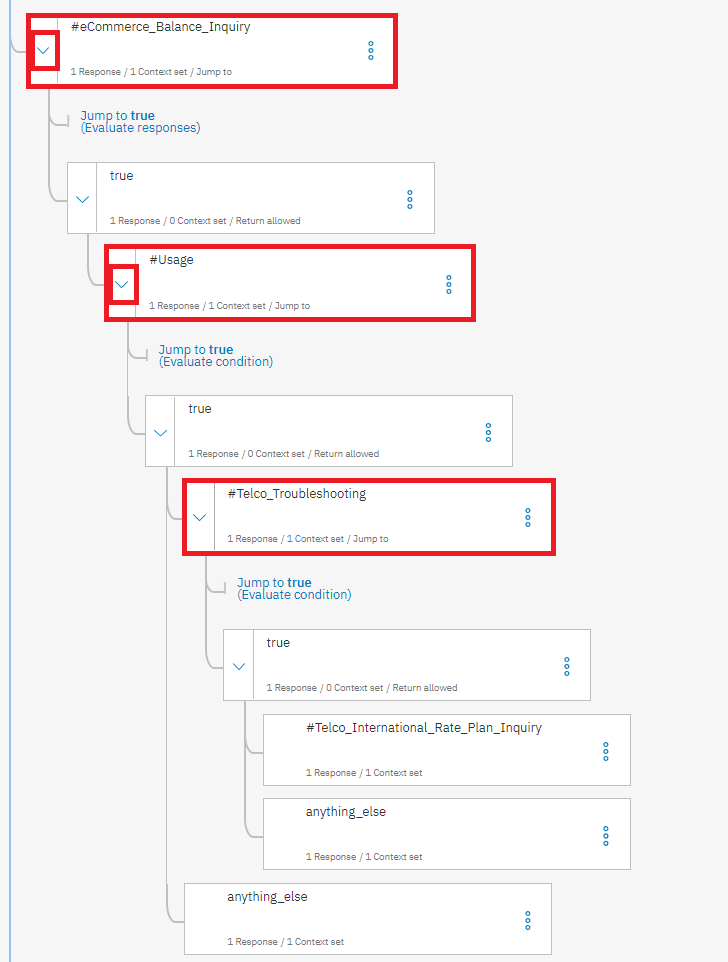 #eCommerce_Balance_Inquiry
1 Response / 1 Context set / Jump to
Jump to true
(Evaluate responses)
true
1 Response / 0 Context set / Return allowed
#Usage
1 Response / 1 Context set / Jump to
Jump to true
(Evaluate condition)
true
1 Response / 0 Context set / Return allowed
#Telco_Troubleshooting
1 Response / 1 Context set / Jump to
Jump to true
(Evaluate condition)
true
1 Response / 0 Context set / Return allowed
#Telco_International_Rate_Plan_Inquiry
1 Response / 1 Context set
anything_else
1 Response / 1 Context set
anything_else
1 Response / 1 Context set